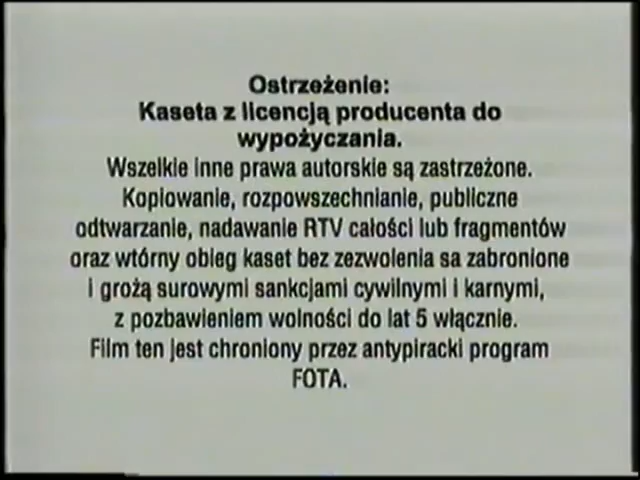 Ostrzeżenie:
Kaseta z licencją producenta do
wypożyczania.
Wszelkie inne prawa autorskie są zastrzeżone.
Kopiowanie, rozpowszechnianie, publiczne
odtwarzanie, nadawanie RTV całości lub fragmentów
oraz wtórny obieg kaset bez zezwolenia sa zabronione
i grożą surowymi sankcjami cywilnymi i karnymi,
z pozbawieniem wolności do lat 5 włącznie.
Film ten jest chroniony przez antypiracki program
FOTA.